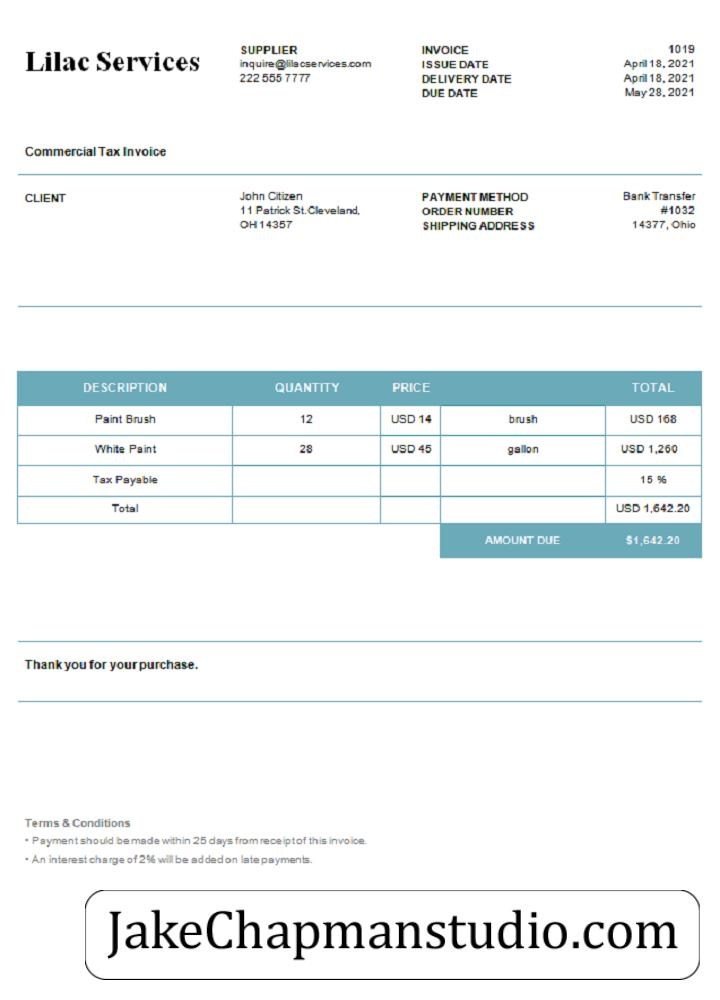 Lilac Services
SUPPLIER
inquire@lilacservices.com
222 555 7777
INVOICE 1019
ISSUE DATE April 18, 2021
DELIVERY DATE April 18, 2021
DUE DATE May 28, 2021
Commercial Tax Invoice
CLIENT
John Citizen
11 Patrick St.Cleveland,
OH 14357
PAYMENT METHOD Bank Transfer
ORDER NUMBER #1032
SHIPPING ADDRESS 14377, Ohio
DESCRIPTION QUANTITY PRICE TOTAL
Paint Brush 12 USD 14 brush USD 168
White Paint 28 USD 45 gallon USD 1,260
Tax Payable 15 %
Total USD 1,642.20
AMOUNT DUE $1,642.20
Thank you for your purchase.
Terms & Conditions
• Payment should be made within 25 days from receipt of this invoice.
• An interest charge of 2% will be added on late payments.
JakeChapmanstudio.com